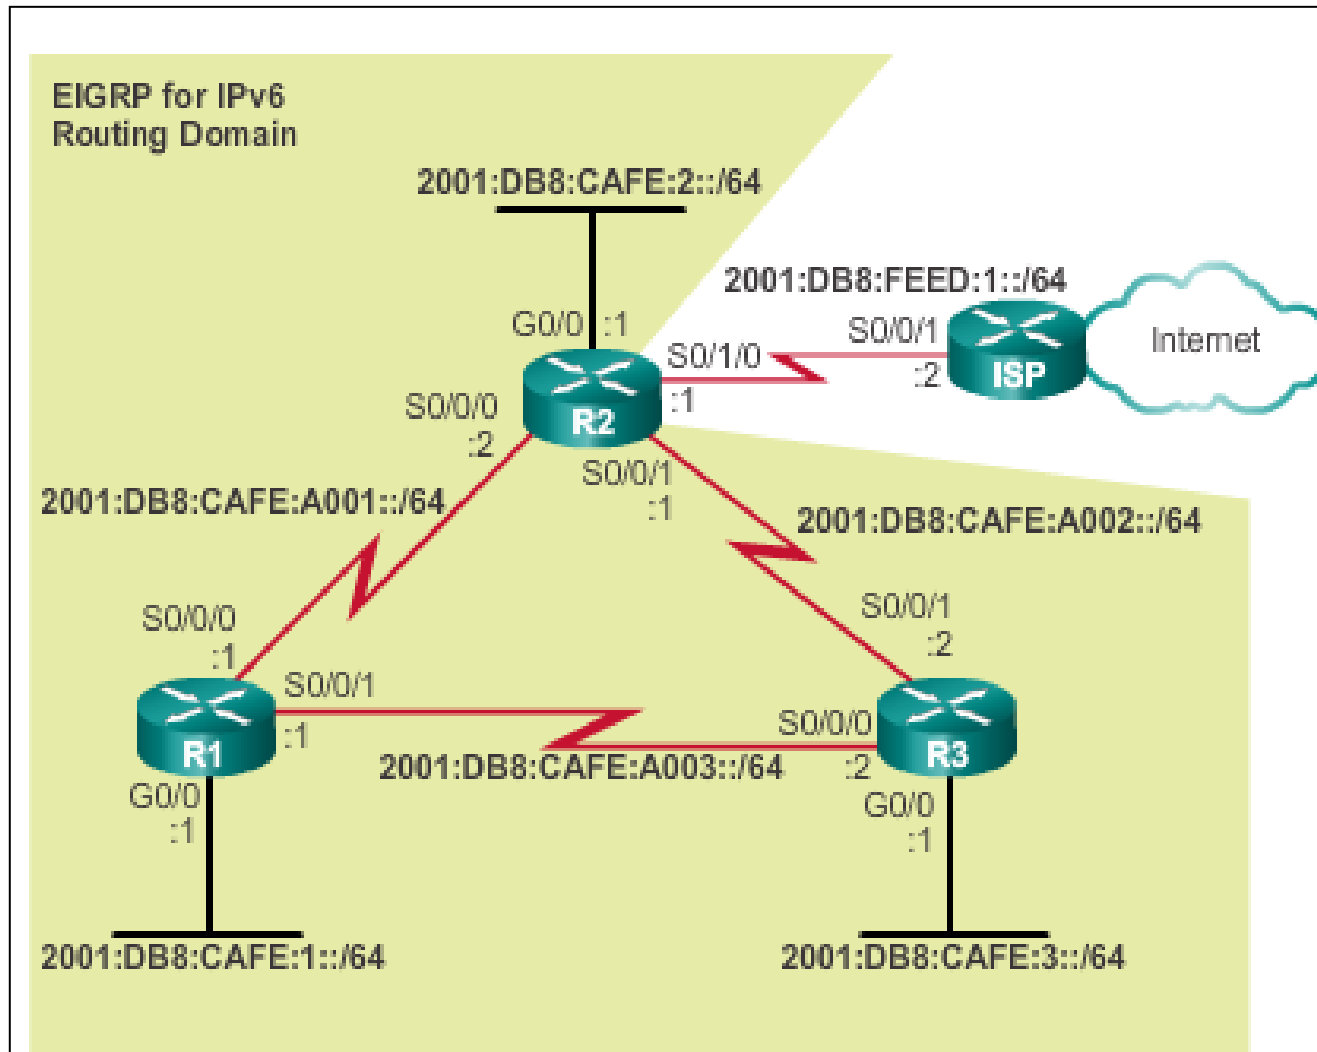 EIGRP for IPv6
Routing Domain
2001:DB8:CAFE:2::/64
2001:DB8:FEED:1::/64
G0/0 :1
S0/1/0
:1
S0/0/1
:2
ISP
Internet
S0/0/0
:2
R2
S0/0/1
:1
2001:DB8:CAFE:A001::/64
2001:DB8:CAFE:A002::/64
S0/0/0
:1
S0/0/1
:2
S0/0/1
:1
R1
S0/0/0
:2
R3
2001:DB8:CAFE:A003::/64
G0/0
:1
G0/0
:1
2001:DB8:CAFE:1::/64
2001:DB8:CAFE:3::/64